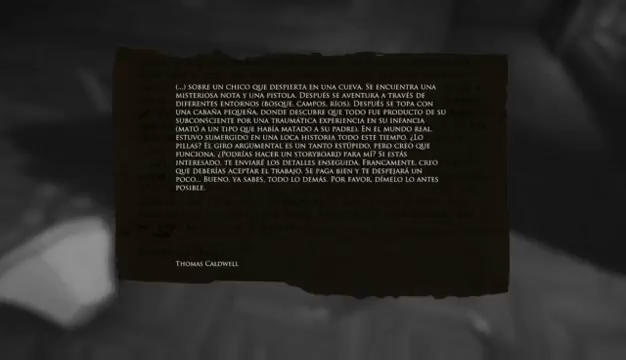 (...) SOBRE UN CHICO QUE DESPIERTA EN UNA CUEVA. SE ENCUENTRA UNA
MISTERIOSA NOTA Y UNA PISTOLA. DESPUÉS SE AVENTURA A TRAVÉS DE
DIFERENTES ENTORNOS (BOSQUE, CAMPOS, RÍOS). DESPUÉS SE TOPA CON
UNA CABAÑA PEQUEÑA, DONDE DESCUBRE QUE TODO FUE PRODUCTO DE SU
SUBCONSCIENTE POR UNA TRAUMÁTICA EXPERIENCIA EN SU INFANCIA
(MATÓ A UN TIPO QUE HABÍA MATADO A SU PADRE). EN EL MUNDO REAL,
ESTUVO SUMERGIDO EN UNA LOCA HISTORIA TODO ESTE TIEMPO. ¿LO
PILLAS? EL GIRO ARGUMENTAL ES UN TANTO ESTÚPIDO, PERO CREO QUE
FUNCIONA. ¿PODRÍAS HACER UN STORYBOARD PARA MÍ? SI ESTÁS
INTERESADO, TE ENVIARÉ LOS DETALLES ENSEGUIDA. FRANCAMENTE, CREO
QUE DEBERÍAS ACEPTAR EL TRABAJO. SE PAGA BIEN Y TE DESPEJARÁ UN
POCO... BUENO, YA SABES, TODO LO DEMÁS. POR FAVOR, DÍMELO LO ANTES
POSIBLE.
THOMAS CALDWELL